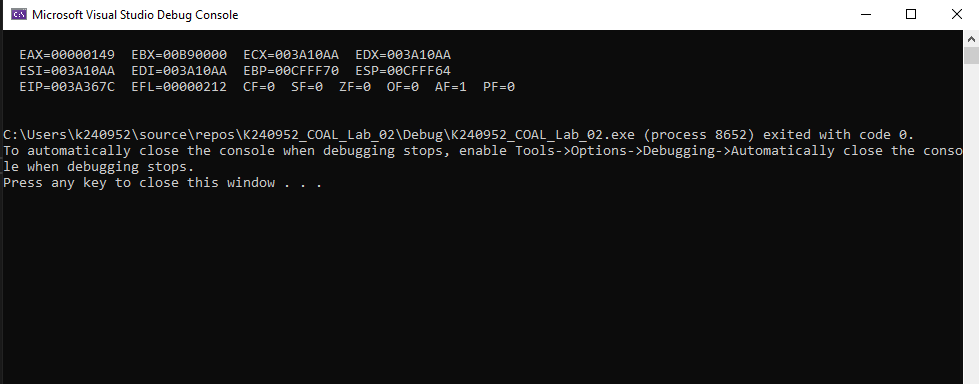 Microsoft Visual Studio Debug Console
EAX=00000149 EBX=00B90000 ECX=003A10AA EDX=003A10AA
ESI=003A10AA EDI=003A10AA EBP=00CFFF70 ESP=00CFFF64
EIP=003A367C EFL=00000212 CF=0 SF=0 ZF=0 OF=0 AF=1 PF=0
C:\Users\k240952\source\repos\K240952_COAL_Lab_02\Debug\K240952_COAL_Lab_02.exe (process 8652) exited with code 0.
To automatically close the console when debugging stops, enable Tools->Options->Debugging->Automatically close the conso
le when debugging stops.
Press any key to close this window . . .